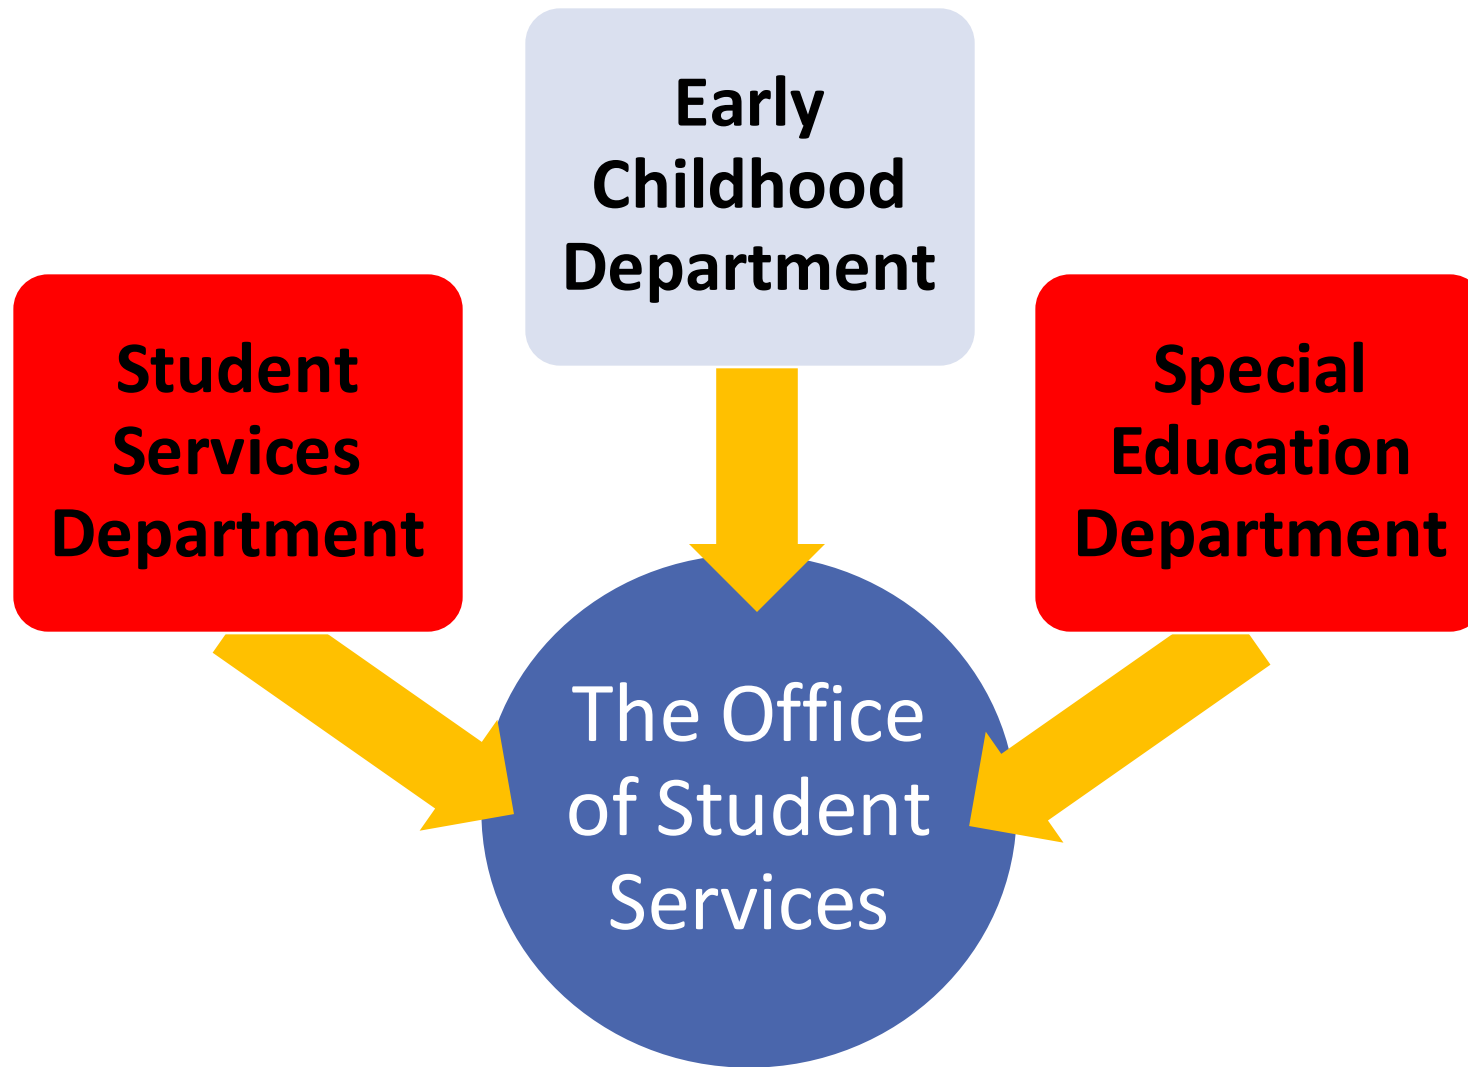 Early
Childhood
Department
Student
Services
Department
Special
Education
Department
The Office
of Student
Services